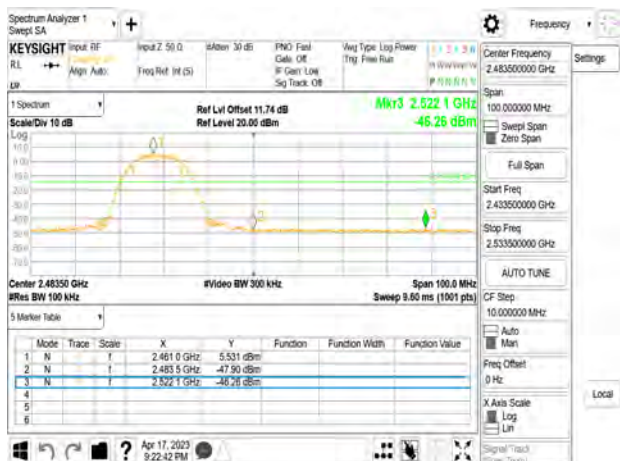 Spectrum Analyzer 1
Swept SA
Frequency
KEYSIGHT
Input: RF
Input Z: 50 Ω
#Atten: 30 dB
PNO: Fast
Avg Type: Log-Power
RL
Align: Auto
Freq Ref: Int (S)
Gate: Off
Trig: Free Run
IF Gain: Low
Sig Track: Off
P N N N N N
Center Frequency
2.483500000 GHz
Settings
Span
100.000000 MHz
Swept Span
Zero Span
Full Span
Start Freq
2.433500000 GHz
Stop Freq
2.533500000 GHz
AUTO TUNE
CF Step
10.000000 MHz
Auto
Man
Freq Offset
0 Hz
X Axis Scale
Log
Lin
Signal Track
Local
1 Spectrum
Scale/Div 10 dB
Ref Lvl Offset 11.74 dB
Ref Level 20.00 dBm
Mkr3 2.522 1 GHz
-46.26 dBm
Log
Center 2.48350 GHz
#Video BW 300 kHz
Span 100.0 MHz
#Res BW 100 kHz
Sweep 9.60 ms (1001 pts)
5 Marker Table
Mode Trace Scale X Y Function Function Width Function Value
1 N f 2.461 0 GHz 5.531 dBm
2 N f 2.483 5 GHz -47.90 dBm
3 N f 2.522 1 GHz -46.26 dBm
4
5
6
?
Apr 17, 2023
9:22:42 PM